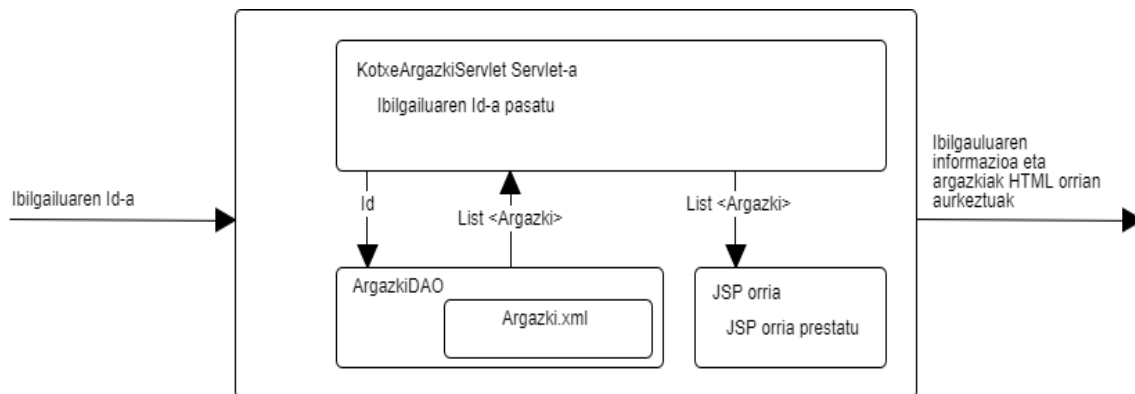 KotxeArgazkiServlet Servlet-a
Ibilgailuaren Id-a pasatu
Ibilgailuaren Id-a
Id
List <Argazki>
List <Argazki>
Ibilgauluaren
informazioa eta
argazkiak HTML orrian
aurkeztuak
ArgazkiDAO
Argazki.xml
JSP orria
JSP orria prestatu